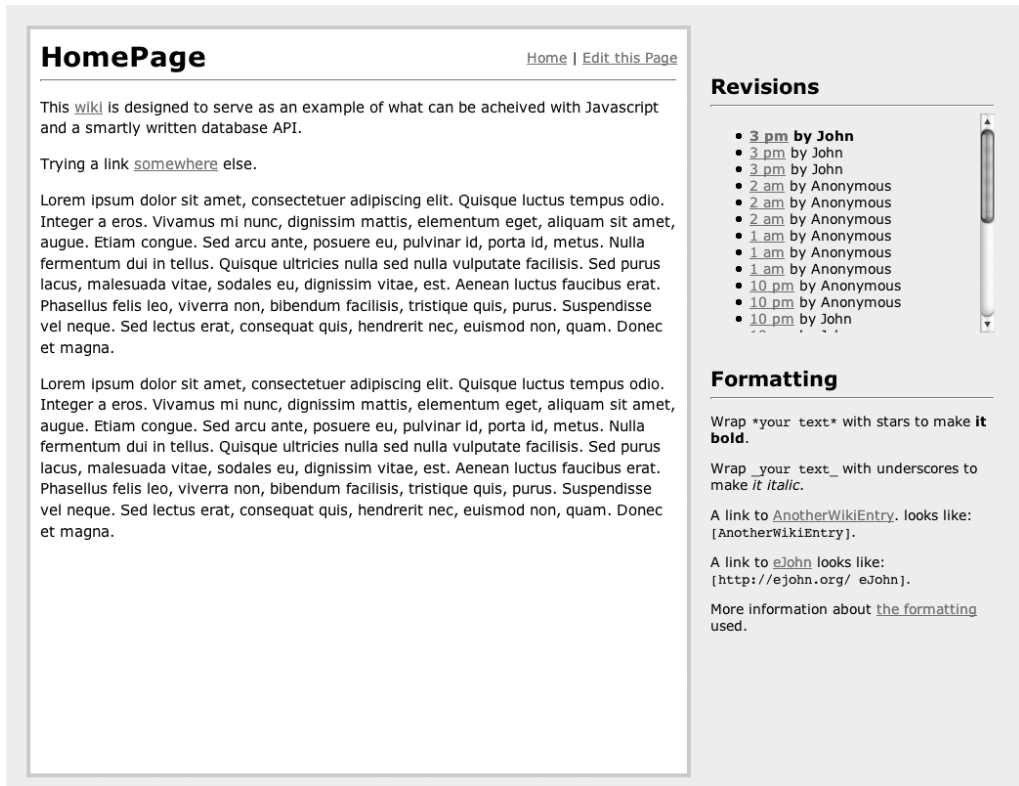 HomePage
Home | Edit this Page
This wiki is designed to serve as an example of what can be acheived with Javascript
and a smartly written database API.
Trying a link somewhere else.
Lorem ipsum dolor sit amet, consectetuer adipiscing elit. Quisque luctus tempus odio.
Integer a eros. Vivamus mi nunc, dignissim mattis, elementum eget, aliquam sit amet,
augue. Etiam congue. Sed arcu ante, posuere eu, pulvinar id, porta id, metus. Nulla
fermentum dui in tellus. Quisque ultricies nulla sed nulla vulputate facilisis. Sed purus
lacus, malesuada vitae, sodales eu, dignissim vitae, est. Aenean luctus faucibus erat.
Phasellus felis leo, viverra non, bibendum facilisis, tristique quis, purus. Suspendisse
vel neque. Sed lectus erat, consequat quis, hendrerit nec, euismod non, quam. Donec
et magna.
Lorem ipsum dolor sit amet, consectetuer adipiscing elit. Quisque luctus tempus odio.
Integer a eros. Vivamus mi nunc, dignissim mattis, elementum eget, aliquam sit amet,
augue. Etiam congue. Sed arcu ante, posuere eu, pulvinar id, porta id, metus. Nulla
fermentum dui in tellus. Quisque ultricies nulla sed nulla vulputate facilisis. Sed purus
lacus, malesuada vitae, sodales eu, dignissim vitae, est. Aenean luctus faucibus erat.
Phasellus felis leo, viverra non, bibendum facilisis, tristique quis, purus. Suspendisse
vel neque. Sed lectus erat, consequat quis, hendrerit nec, euismod non, quam. Donec
et magna.
Revisions
• 3 pm by John
• 3 pm by John
• 3 pm by John
• 2 am by Anonymous
• 2 am by Anonymous
• 2 am by Anonymous
• 1 am by Anonymous
• 1 am by Anonymous
• 1 am by Anonymous
• 10 pm by Anonymous
• 10 pm by Anonymous
• 10 pm by John
Formatting
Wrap *your text* with stars to make it
bold.
Wrap _your text_ with underscores to
make it italic.
A link to AnotherWikiEntry. looks like:
[AnotherWikiEntry].
A link to eJohn looks like:
[http://ejohn.org/ eJohn].
More information about the formatting
used.